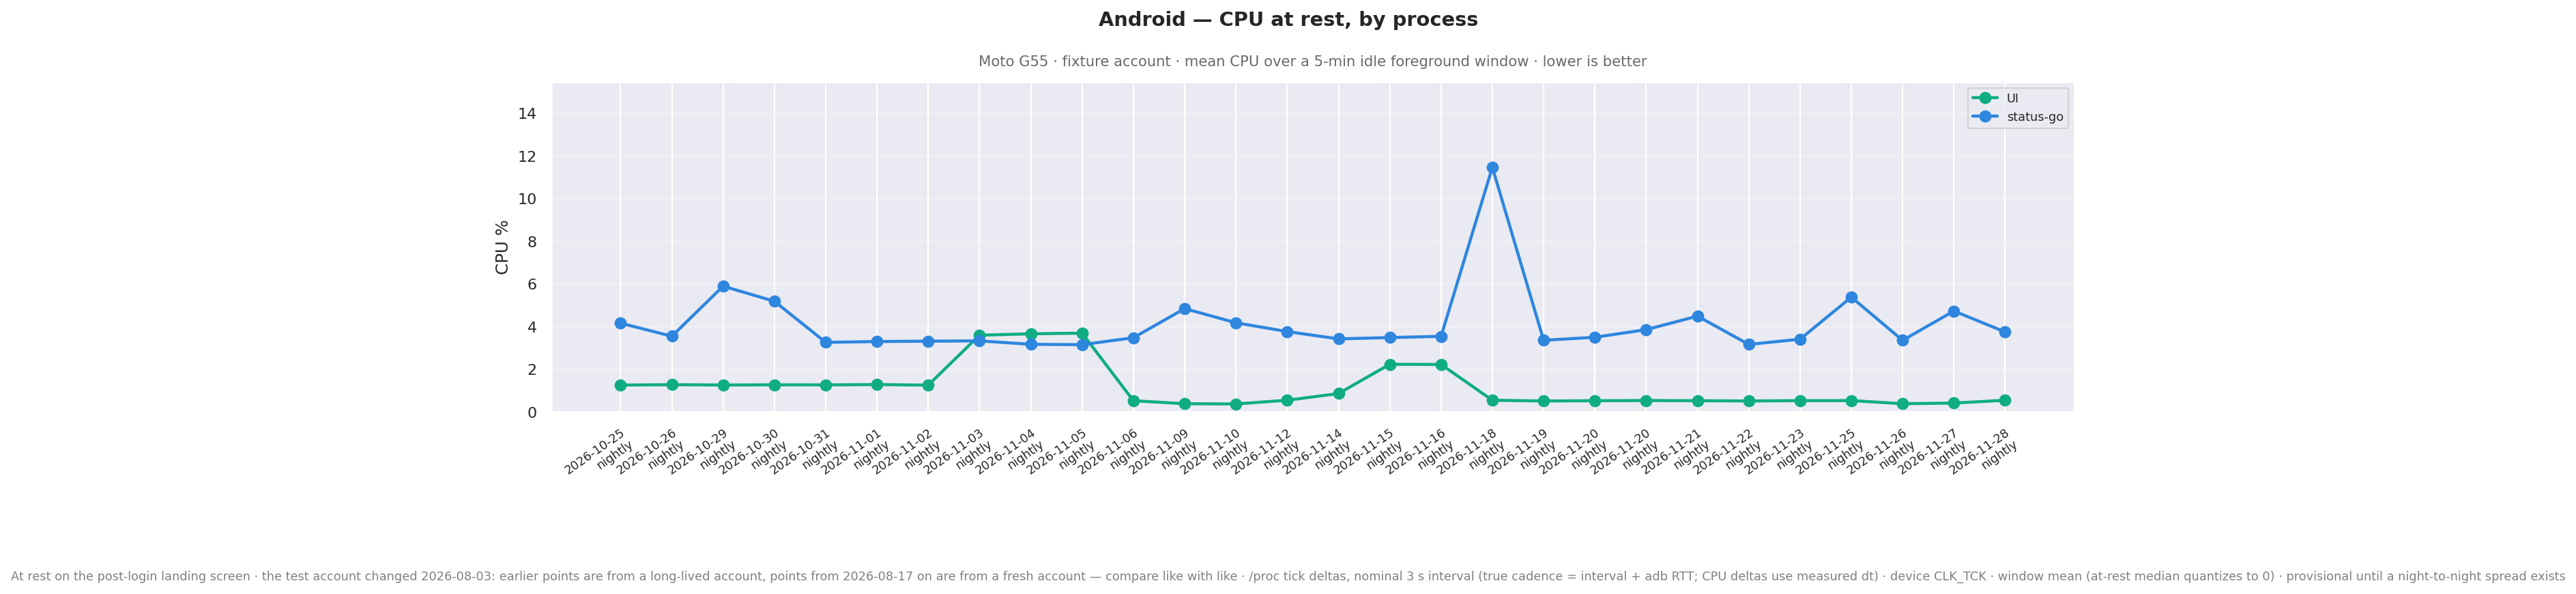 Android — CPU at rest, by process
Moto G55 · fixture account · mean CPU over a 5-min idle foreground window · lower is better
UI
status-go
CPU %
14
12
10
8
6
4
2
0
2026-10-25
nightly
2026-10-26
nightly
2026-10-29
nightly
2026-10-30
nightly
2026-10-31
nightly
2026-11-01
nightly
2026-11-02
nightly
2026-11-03
nightly
2026-11-04
nightly
2026-11-05
nightly
2026-11-06
nightly
2026-11-09
nightly
2026-11-10
nightly
2026-11-12
nightly
2026-11-14
nightly
2026-11-15
nightly
2026-11-16
nightly
2026-11-18
nightly
2026-11-19
nightly
2026-11-20
nightly
2026-11-20
nightly
2026-11-21
nightly
2026-11-22
nightly
2026-11-23
nightly
2026-11-25
nightly
2026-11-26
nightly
2026-11-27
nightly
2026-11-28
nightly
At rest on the post-login landing screen · the test account changed 2026-08-03: earlier points are from a long-lived account, points from 2026-08-17 on are from a fresh account — compare like with like · /proc tick deltas, nominal 3 s interval (true cadence = interval + adb RTT; CPU deltas use measured dt) · device CLK_TCK · window mean (at-rest median quantizes to 0) · provisional until a night-to-night spread exists